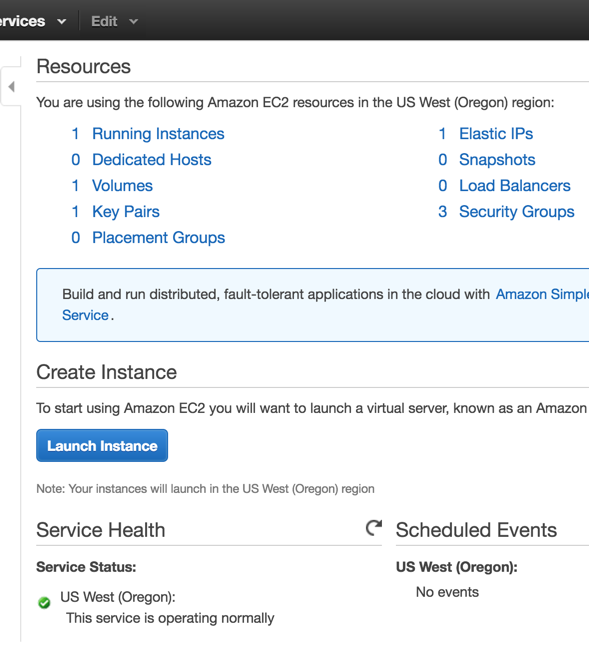 ervices Edit
Resources
You are using the following Amazon EC2 resources in the US West (Oregon) region:
1 Running Instances 1 Elastic IPs
0 Dedicated Hosts 0 Snapshots
1 Volumes 0 Load Balancers
1 Key Pairs 3 Security Groups
0 Placement Groups
Build and run distributed, fault-tolerant applications in the cloud with Amazon Simple
Service .
Create Instance
To start using Amazon EC2 you will want to launch a virtual server, known as an Amazon
Launch Instance
Note: Your instances will launch in the US West (Oregon) region
Service Health Scheduled Events
Service Status: US West (Oregon):
US West (Oregon): No events
This service is operating normally